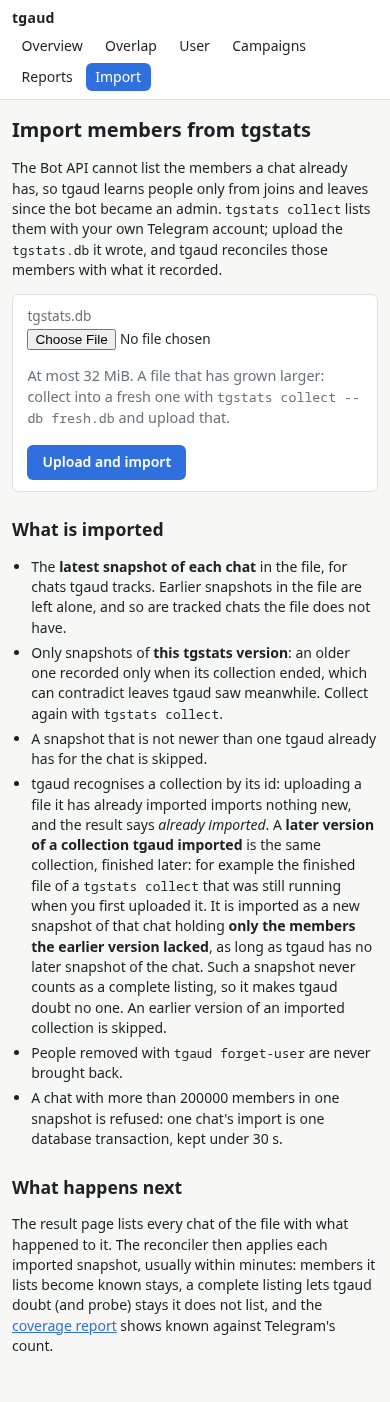 tgaud
Overview Overlap User Campaigns
Reports Import
Import members from tgstats
The Bot API cannot list the members a chat already
has, so tgaud learns people only from joins and leaves
since the bot became an admin. tgstats collect lists
them with your own Telegram account; upload the
tgstats.db it wrote, and tgaud reconciles those
members with what it recorded.
tgstats.db
Choose File No file chosen
At most 32 MiB. A file that has grown larger:
collect into a fresh one with tgstats collect --
db fresh.db and upload that.
Upload and import
What is imported
• The latest snapshot of each chat in the file, for
chats tgaud tracks. Earlier snapshots in the file are
left alone, and so are tracked chats the file does not
have.
• Only snapshots of this tgstats version: an older
one recorded only when its collection ended, which
can contradict leaves tgaud saw meanwhile. Collect
again with tgstats collect.
• A snapshot that is not newer than one tgaud already
has for the chat is skipped.
• tgaud recognises a collection by its id: uploading a
file it has already imported imports nothing new,
and the result says already imported. A later version
of a collection tgaud imported is the same
collection, finished later: for example the finished
file of a tgstats collect that was still running
when you first uploaded it. It is imported as a new
snapshot of that chat holding only the members
the earlier version lacked, as long as tgaud has no
later snapshot of the chat. Such a snapshot never
counts as a complete listing, so it makes tgaud
doubt no one. An earlier version of an imported
collection is skipped.
• People removed with tgaud forget-user are never
brought back.
• A chat with more than 200000 members in one
snapshot is refused: one chat's import is one
database transaction, kept under 30 s.
What happens next
The result page lists every chat of the file with what
happened to it. The reconciler then applies each
imported snapshot, usually within minutes: members it
lists become known stays, a complete listing lets tgaud
doubt (and probe) stays it does not list, and the
coverage report shows known against Telegram's
count.